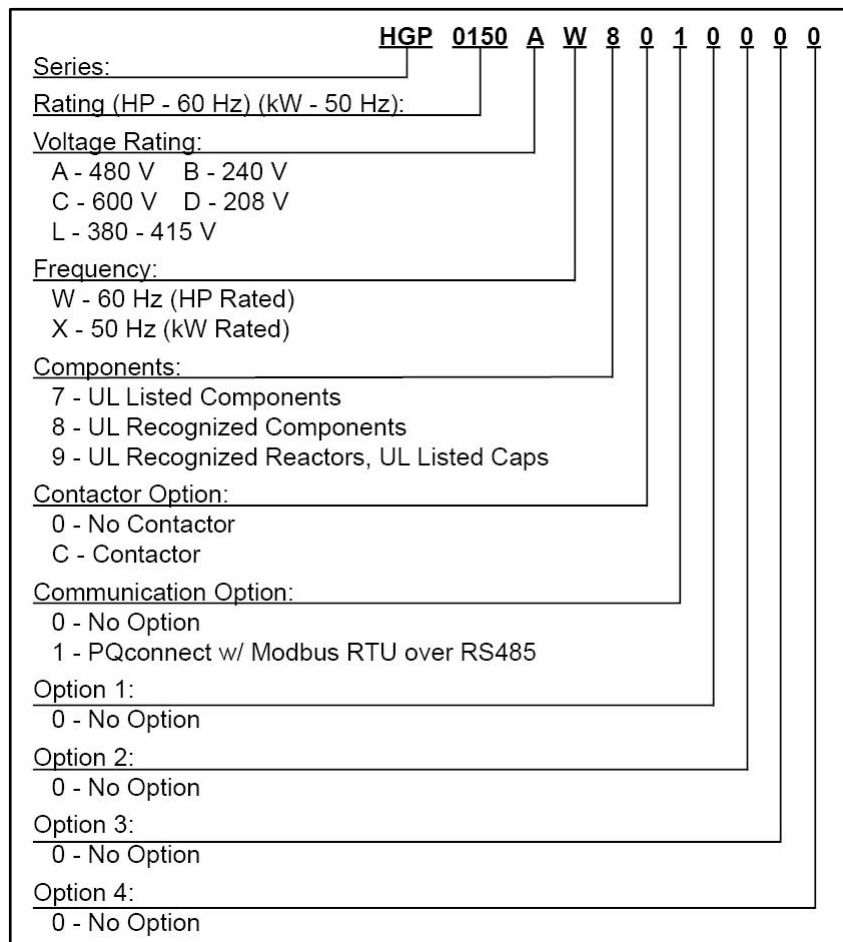 HGP 0150 A W 8 0 1 0 0 0 0
Series:
Rating (HP - 60 Hz) (kW - 50 Hz):
Voltage Rating:
A - 480 V B - 240 V
C - 600 V D - 208 V
L - 380 - 415 V
Frequency:
W - 60 Hz (HP Rated)
X - 50 Hz (kW Rated)
Components:
7 - UL Listed Components
8 - UL Recognized Components
9 - UL Recognized Reactors, UL Listed Caps
Contactor Option:
0 - No Contactor
C - Contactor
Communication Option:
0 - No Option
1 - PQconnect w/ Modbus RTU over RS485
Option 1:
0 - No Option
Option 2:
0 - No Option
Option 3:
0 - No Option
Option 4:
0 - No Option